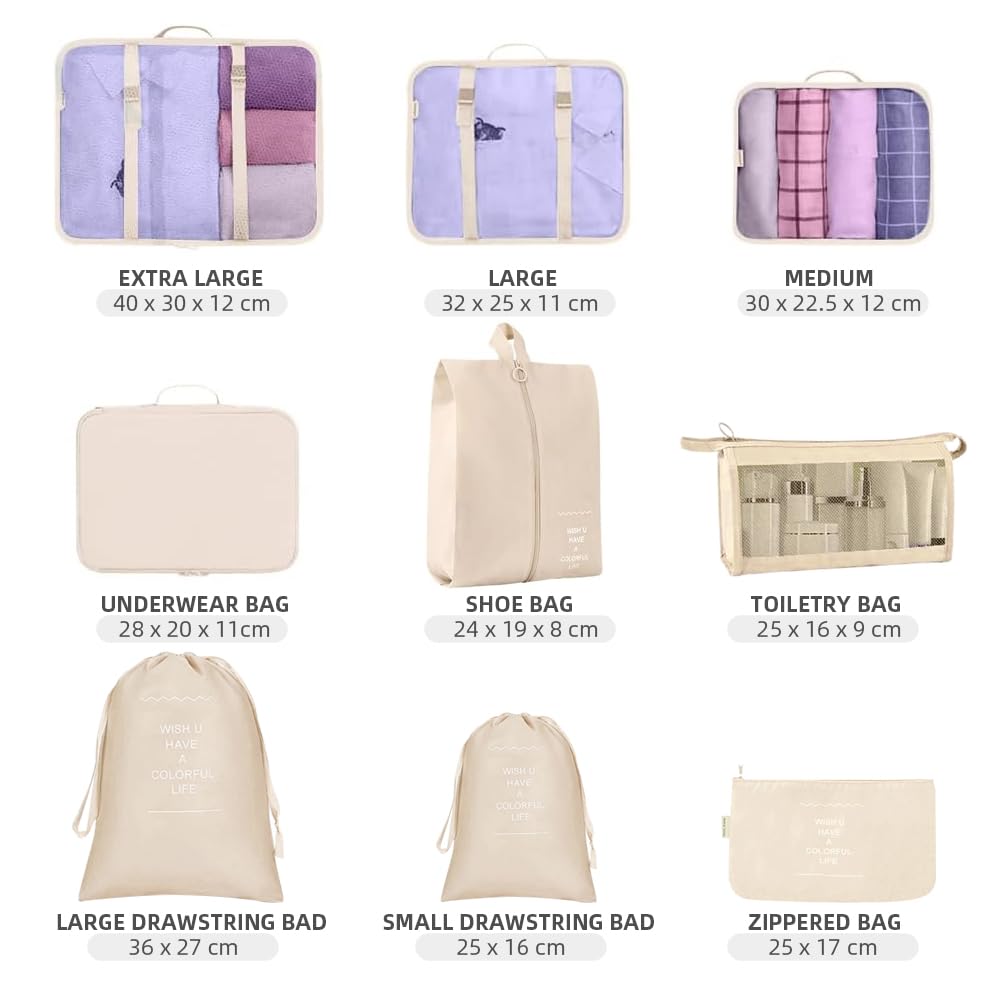 EXTRA LARGE
40 x 30 x 12 cm
LARGE
32 x 25 x 11 cm
MEDIUM
30 x 22.5 x 12 cm
UNDERWEAR BAG
28 x 20 x 11cm
WISH U
HAVE
A
COLORFUL
LIFE
SHOE BAG
24 x 19 x 8 cm
TOILETRY BAG
25 x 16 x 9 cm
WISH U
HAVE
A
COLORFUL
LIFE
LARGE DRAWSTRING BAD
36 x 27 cm
WISH U
HAVE
A
COLORFUL
LIFE
SMALL DRAWSTRING BAD
25 x 16 cm
WISH U
HAVE
A
COLORFUL
LIFE
ZIPPERED BAG
25 x 17 cm